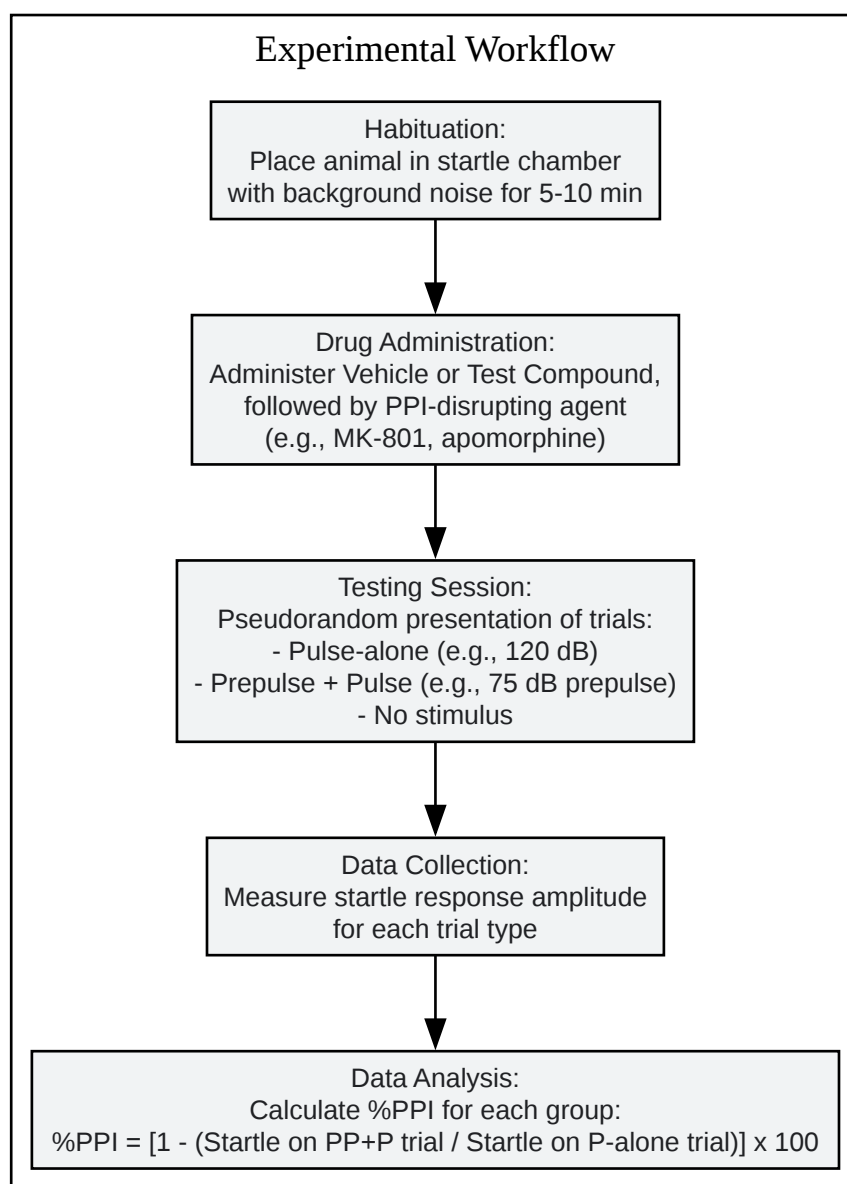 Experimental Workflow
Habituation:
Place animal in startle chamber
with background noise for 5-10 min
Drug Administration:
Administer Vehicle or Test Compound,
followed by PPI-disrupting agent
(e.g., MK-801, apomorphine)
Testing Session:
Pseudorandom presentation of trials:
- Pulse-alone (e.g., 120 dB)
- Prepulse + Pulse (e.g., 75 dB prepulse)
- No stimulus
Data Collection:
Measure startle response amplitude
for each trial type
Data Analysis:
Calculate %PPI for each group:
%PPI = [1 - (Startle on PP+P trial / Startle on P-alone trial)] x 100